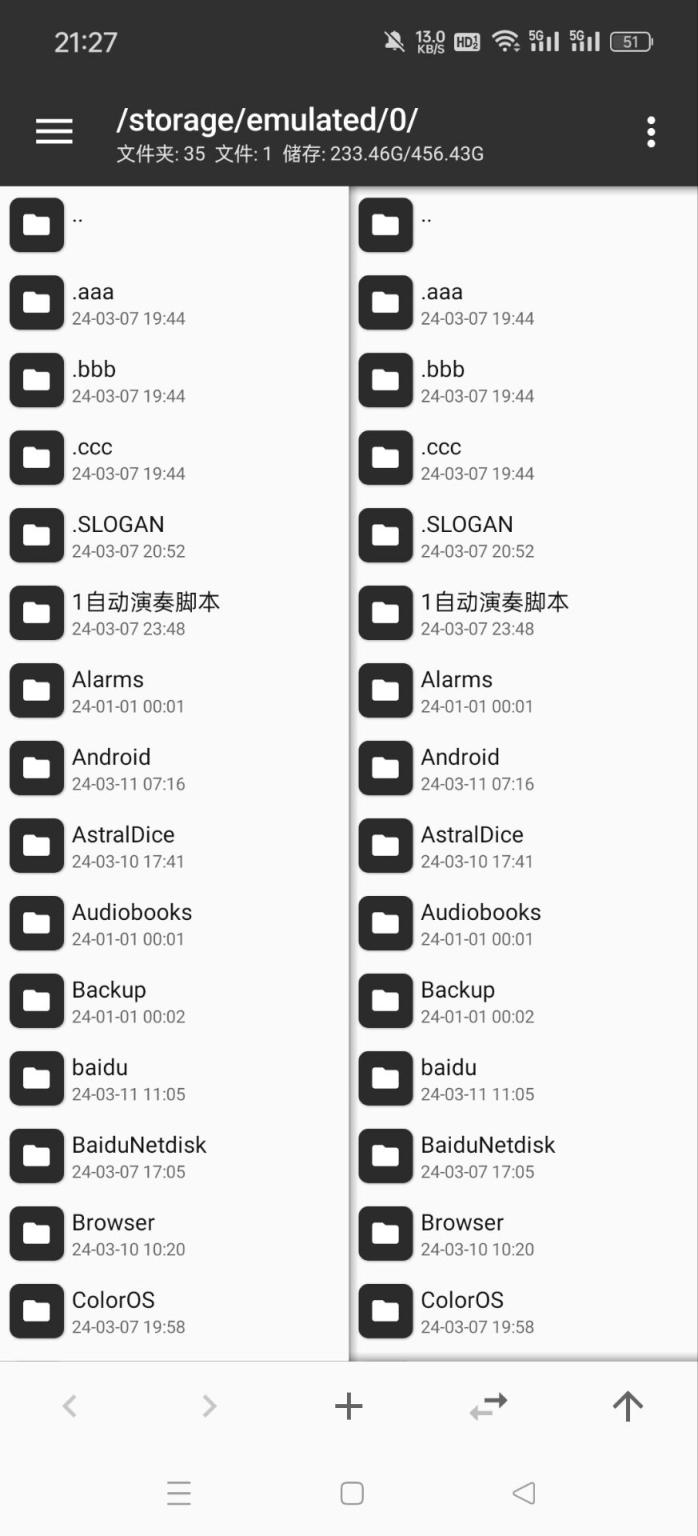 21:27
13.0 KB/S HD 1 2 5G 5G 51
/storage/emulated/0/
文件夹: 35 文件: 1 储存: 233.46G/456.43G
..
.aaa
24-03-07 19:44
.bbb
24-03-07 19:44
.ccc
24-03-07 19:44
.SLOGAN
24-03-07 20:52
1自动演奏脚本
24-03-07 23:48
Alarms
24-01-01 00:01
Android
24-03-11 07:16
AstralDice
24-03-10 17:41
Audiobooks
24-01-01 00:01
Backup
24-01-01 00:02
baidu
24-03-11 11:05
BaiduNetdisk
24-03-07 17:05
Browser
24-03-10 10:20
ColorOS
24-03-07 19:58
..
.aaa
24-03-07 19:44
.bbb
24-03-07 19:44
.ccc
24-03-07 19:44
.SLOGAN
24-03-07 20:52
1自动演奏脚本
24-03-07 23:48
Alarms
24-01-01 00:01
Android
24-03-11 07:16
AstralDice
24-03-10 17:41
Audiobooks
24-01-01 00:01
Backup
24-01-01 00:02
baidu
24-03-11 11:05
BaiduNetdisk
24-03-07 17:05
Browser
24-03-10 10:20
ColorOS
24-03-07 19:58